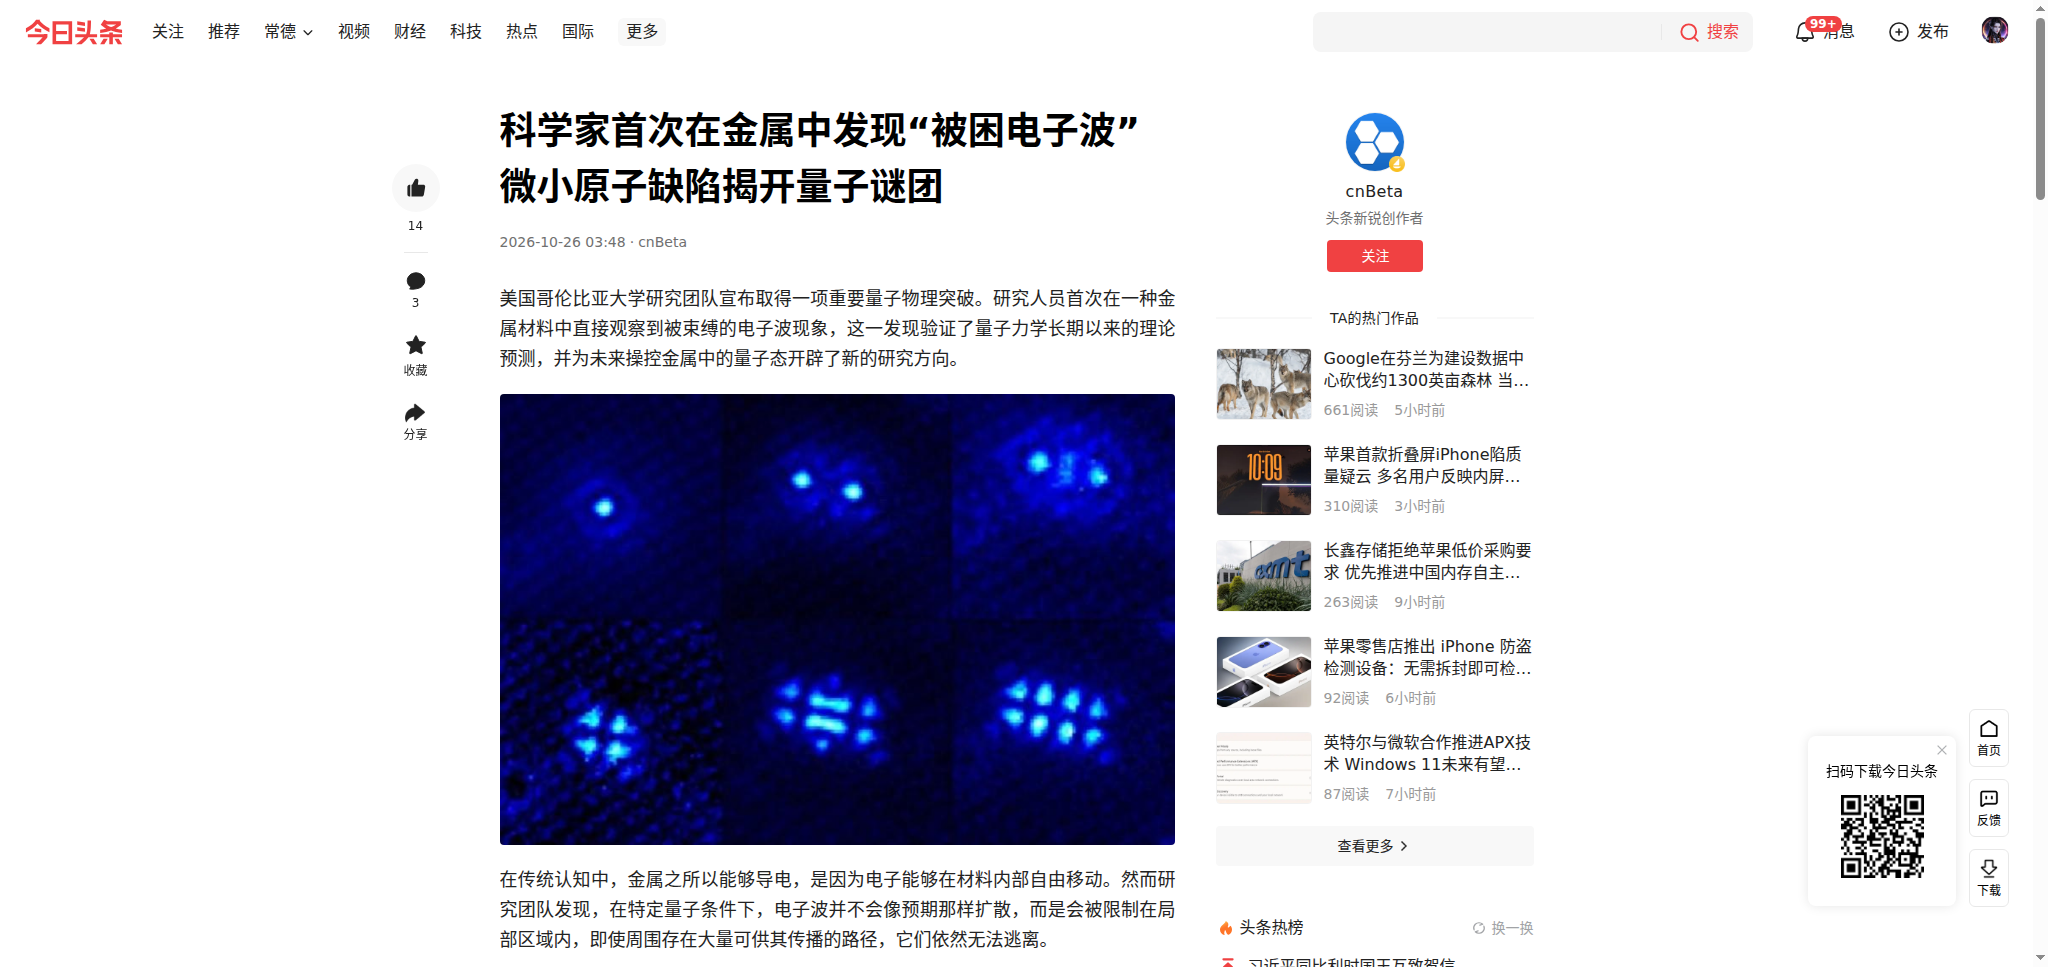 今日头条
关注
推荐
常德
视频
财经
科技
热点
国际
更多
搜索
99+
消息
发布
科学家首次在金属中发现“被困电子波”
微小原子缺陷揭开量子谜团
2026-10-26 03:48 · cnBeta
14
3
收藏
分享
美国哥伦比亚大学研究团队宣布取得一项重要量子物理突破。研究人员首次在一种金
属材料中直接观察到被束缚的电子波现象，这一发现验证了量子力学长期以来的理论
预测，并为未来操控金属中的量子态开辟了新的研究方向。
在传统认知中，金属之所以能够导电，是因为电子能够在材料内部自由移动。然而研
究团队发现，在特定量子条件下，电子波并不会像预期那样扩散，而是会被限制在局
部区域内，即使周围存在大量可供其传播的路径，它们依然无法逃离。
cnBeta
头条新锐创作者
关注
TA的热门作品
Google在芬兰为建设数据中
心砍伐约1300英亩森林 当...
661阅读 5小时前
10:09
苹果首款折叠屏iPhone陷质
量疑云 多名用户反映内屏...
310阅读 3小时前
cxmt
长鑫存储拒绝苹果低价采购要
求 优先推进中国内存自主...
263阅读 9小时前
苹果零售店推出 iPhone 防盗
检测设备：无需拆封即可检...
92阅读 6小时前
英特尔与微软合作推进APX技
术 Windows 11未来有望...
87阅读 7小时前
查看更多
头条热榜
换一换
习近平同比利时国王互致贺信
扫码下载今日头条
首页
反馈
下载